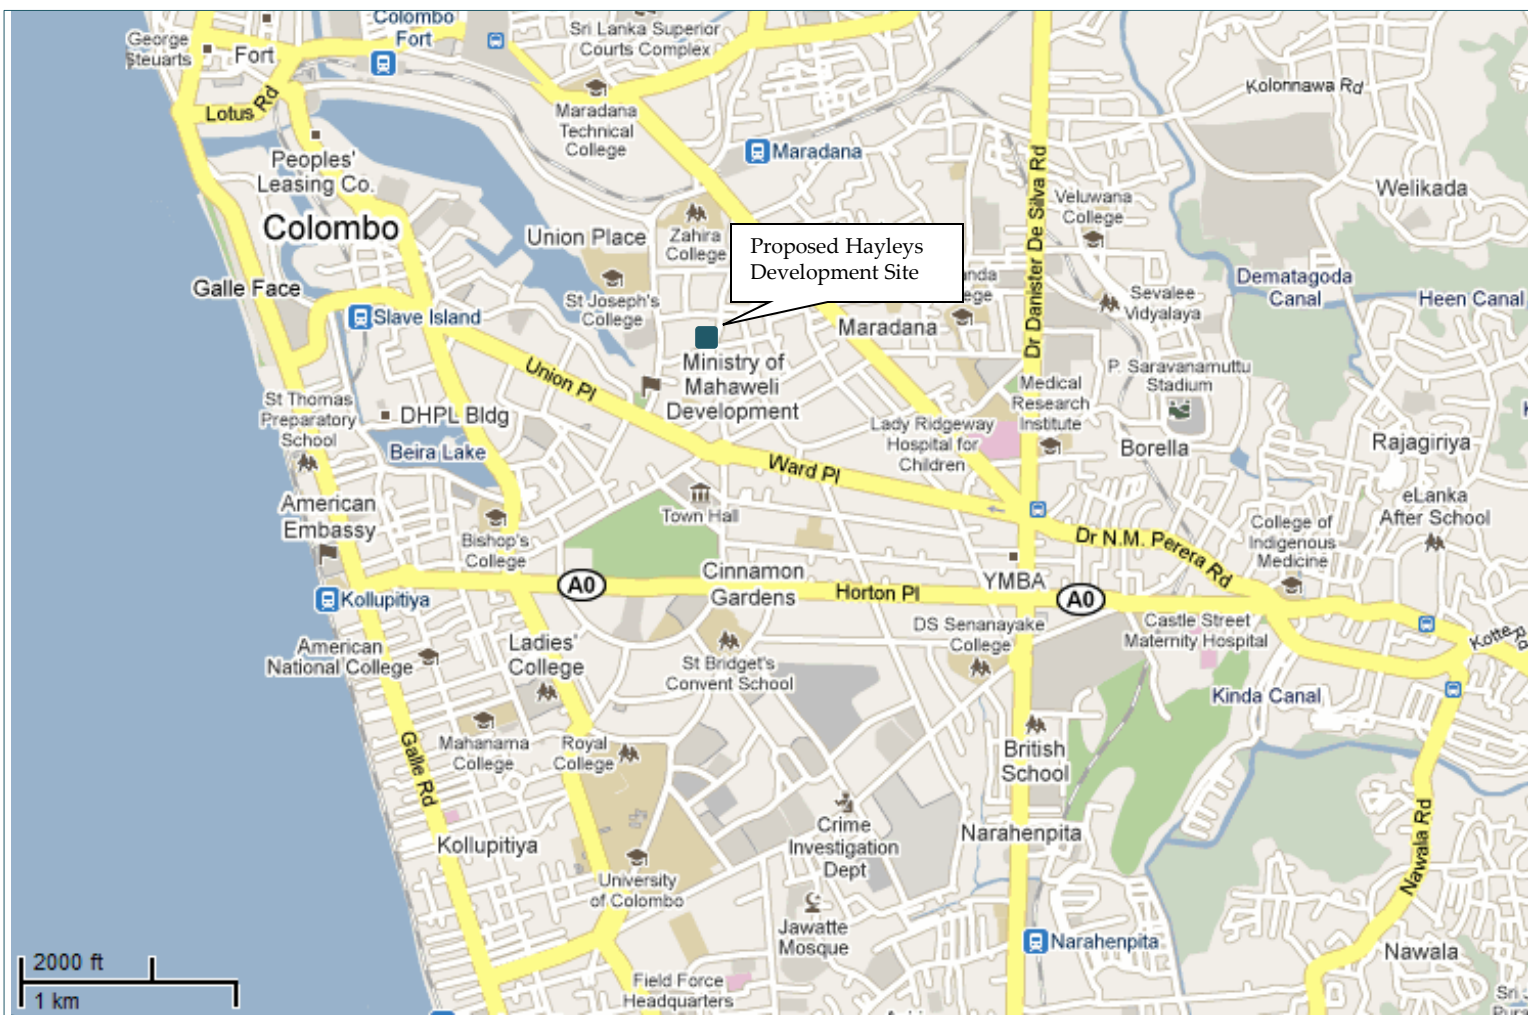 Colombo
Fort
George
Steuarts
Fort
Sri Lanka Superior
Courts Complex
Lotus Rd
Maradana
Technical
College
Maradana
Kolonnawa Rd
Peoples'
Leasing Co.
Colombo
Union Place
Zahira
College
Proposed Hayleys
Development Site
Dr Danister De Silva Rd
Veluwana
College
Welikada
Galle Face
Slave Island
St Joseph's
College
Maradana
Sevalee
Vidyalaya
Dematagoda
Canal
Heen Canal
Union Pl
Ministry of
Mahaweli
Development
Medical
Research
Institute
P. Saravanamuttu
Stadium
St Thomas
Preparatory
School
DHPL Bldg
Beira Lake
Lady Ridgeway
Hospital for
Children
Borella
Rajagiriya
Ward Pl
American
Embassy
Bishop's
College
Town Hall
eLanka
After School
College of
Indigenous
Medicine
Dr N.M. Perera Rd
Kollupitiya
A0
Cinnamon
Gardens
Horton Pl
YMBA
A0
DS Senanayake
College
Castle Street
Maternity Hospital
Kotte Rd
American
National College
Ladies'
College
St Bridget's
Convent School
Kinda Canal
Galle Rd
Mahanama
College
Royal
College
British
School
Kollupitiya
Crime
Investigation
Dept
Narahenpita
Nawala Rd
University
of Colombo
Jawatte
Mosque
Narahenpita
Nawala
Field Force
Headquarters
2000 ft
1 km